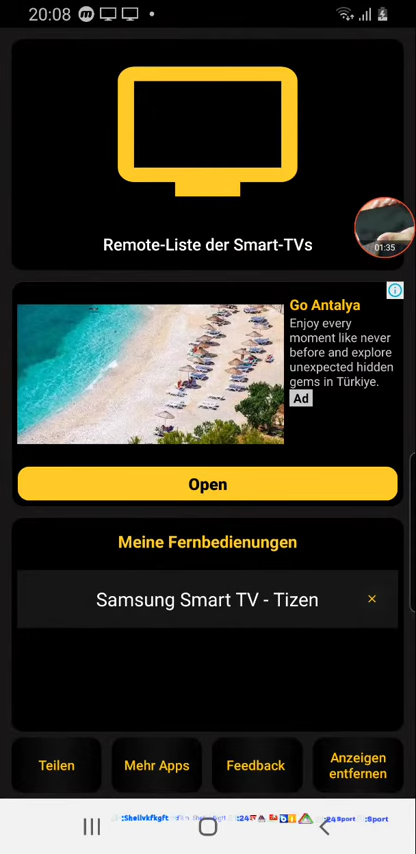 20:08
Remote-Liste der Smart-TVs
01:35
Go Antalya
Enjoy every
moment like never
before and explore
unexpected hidden
gems in Türkiye.
Ad
Open
Meine Fernbedienungen
Samsung Smart TV - Tizen
×
Teilen
Mehr Apps
Feedback
Anzeigen
entfernen